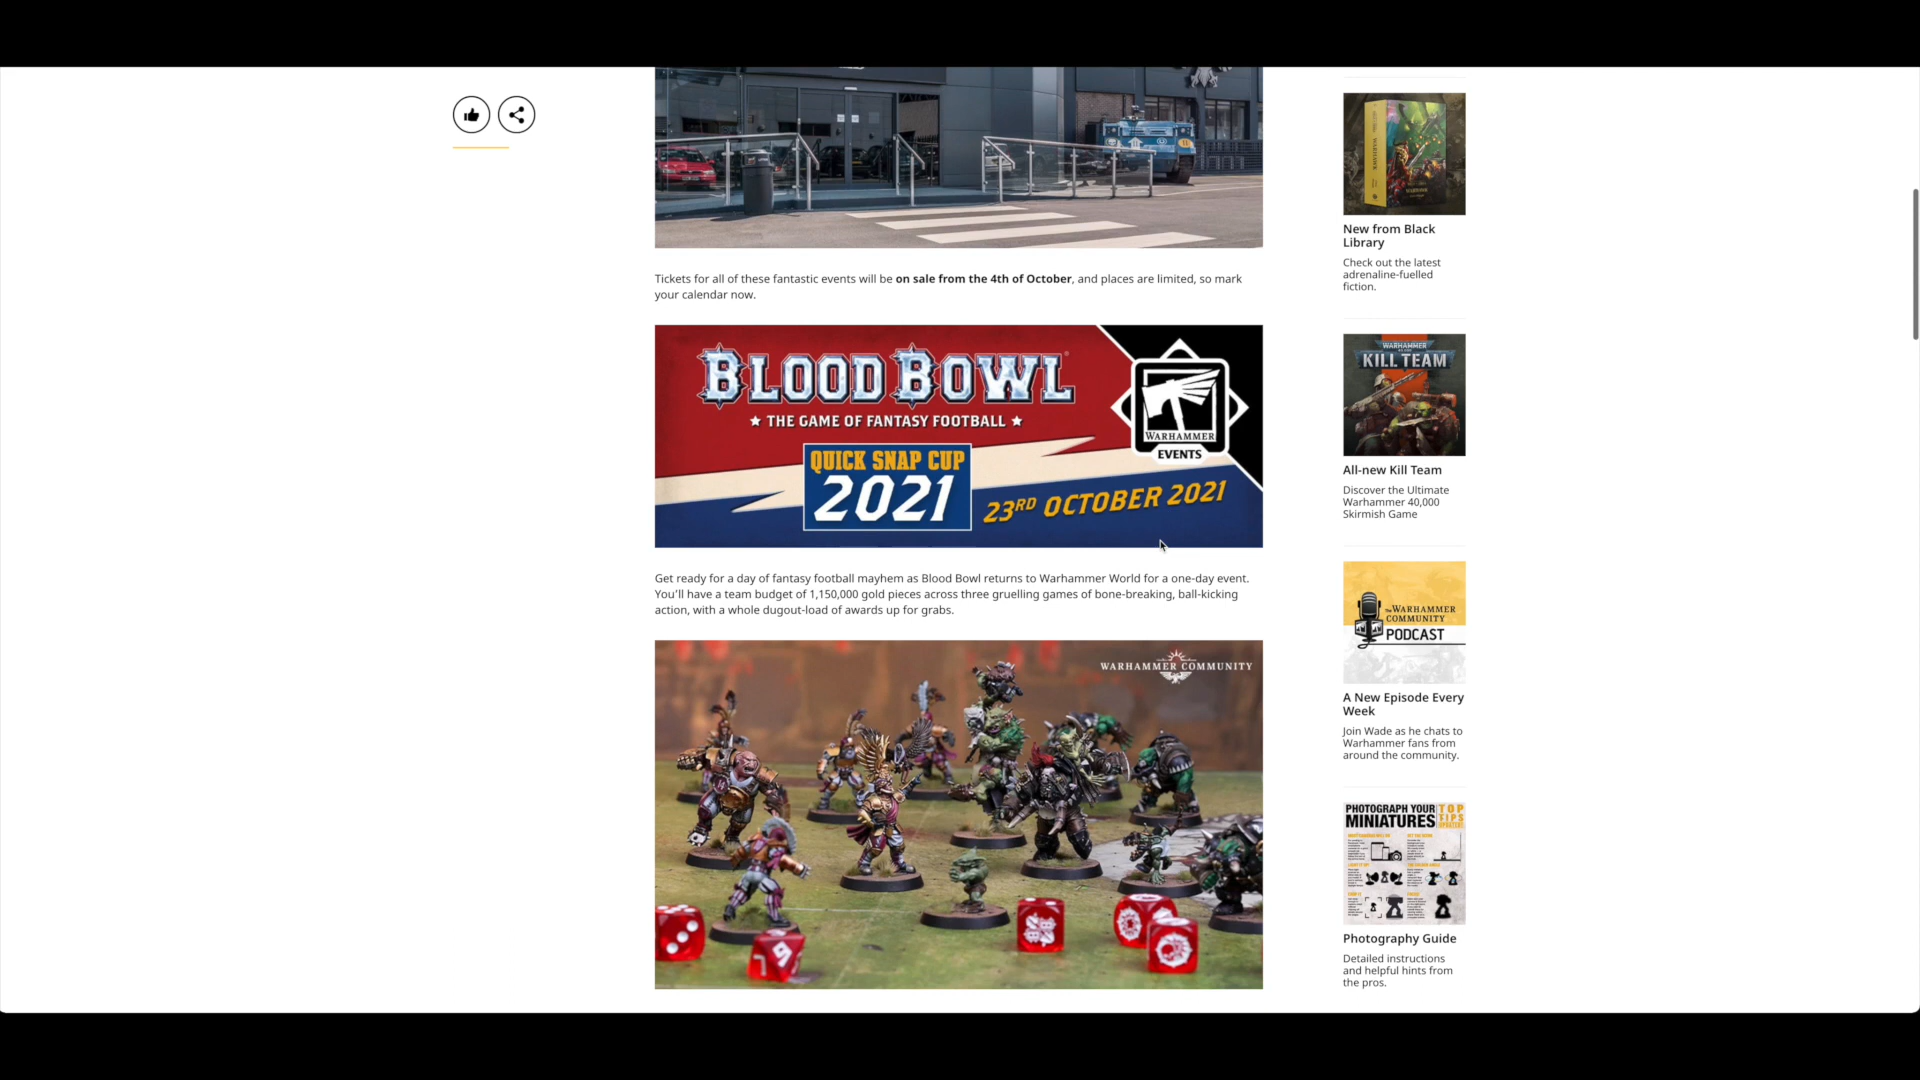 Tickets for all of these fantastic events will be on sale from the 4th of October, and places are limited, so mark
your calendar now.
BLOOD BOWL
THE GAME OF FANTASY FOOTBALL
QUICK SNAP CUP
2021
23RD OCTOBER 2021
WARHAMMER
EVENTS
Get ready for a day of fantasy football mayhem as Blood Bowl returns to Warhammer World for a one-day event.
You'll have a team budget of 1,150,000 gold pieces across three gruelling games of bone-breaking, ball-kicking
action, with a whole dugout-load of awards up for grabs.
WARHAMMER COMMUNITY
7 9
WARHAMMER
New from Black
Library
Check out the latest
adrenaline-fuelled
fiction.
WARHAMMER
KILL TEAM
All-new Kill Team
Discover the Ultimate
Warhammer 40,000
Skirmish Game
The WARHAMMER
COMMUNITY
PODCAST
A New Episode Every
Week
Join Wade as he chats to
Warhammer fans from
around the community.
PHOTOGRAPH YOUR
MINIATURES
TOP
TIPS
Photography Guide
Detailed instructions
and helpful hints from
the pros.